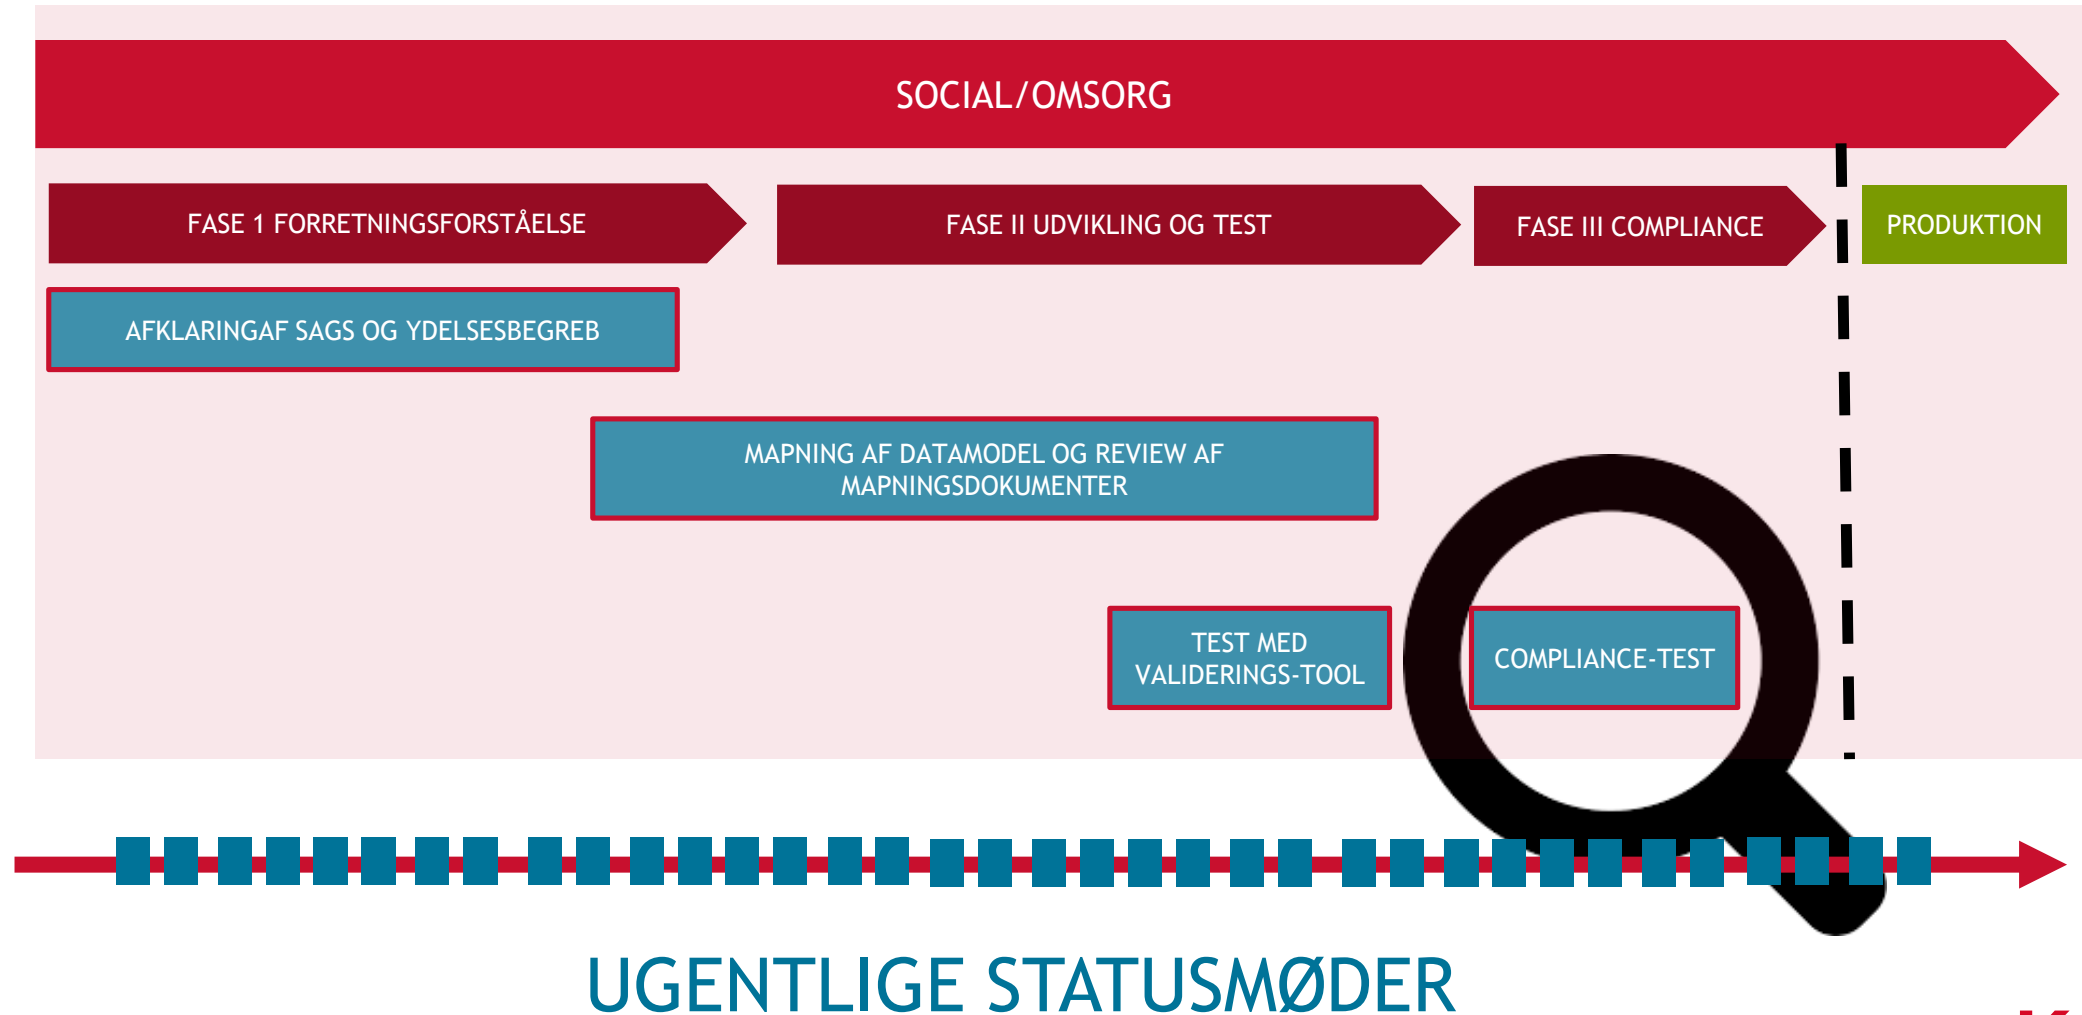 SOCIAL/OMSORG
FASE 1 FORRETNINGSFORSTÅELSE
FASE II UDVIKLING OG TEST
FASE III COMPLIANCE
PRODUKTION
AFKLARINGAF SAGS OG YDELSESBEGREB
MAPNING AF DATAMODEL OG REVIEW AF
MAPNINGSDOKUMENTER
TEST MED
VALIDERINGS-TOOL
COMPLIANCE-TEST
UGENTLIGE STATUSMØDER